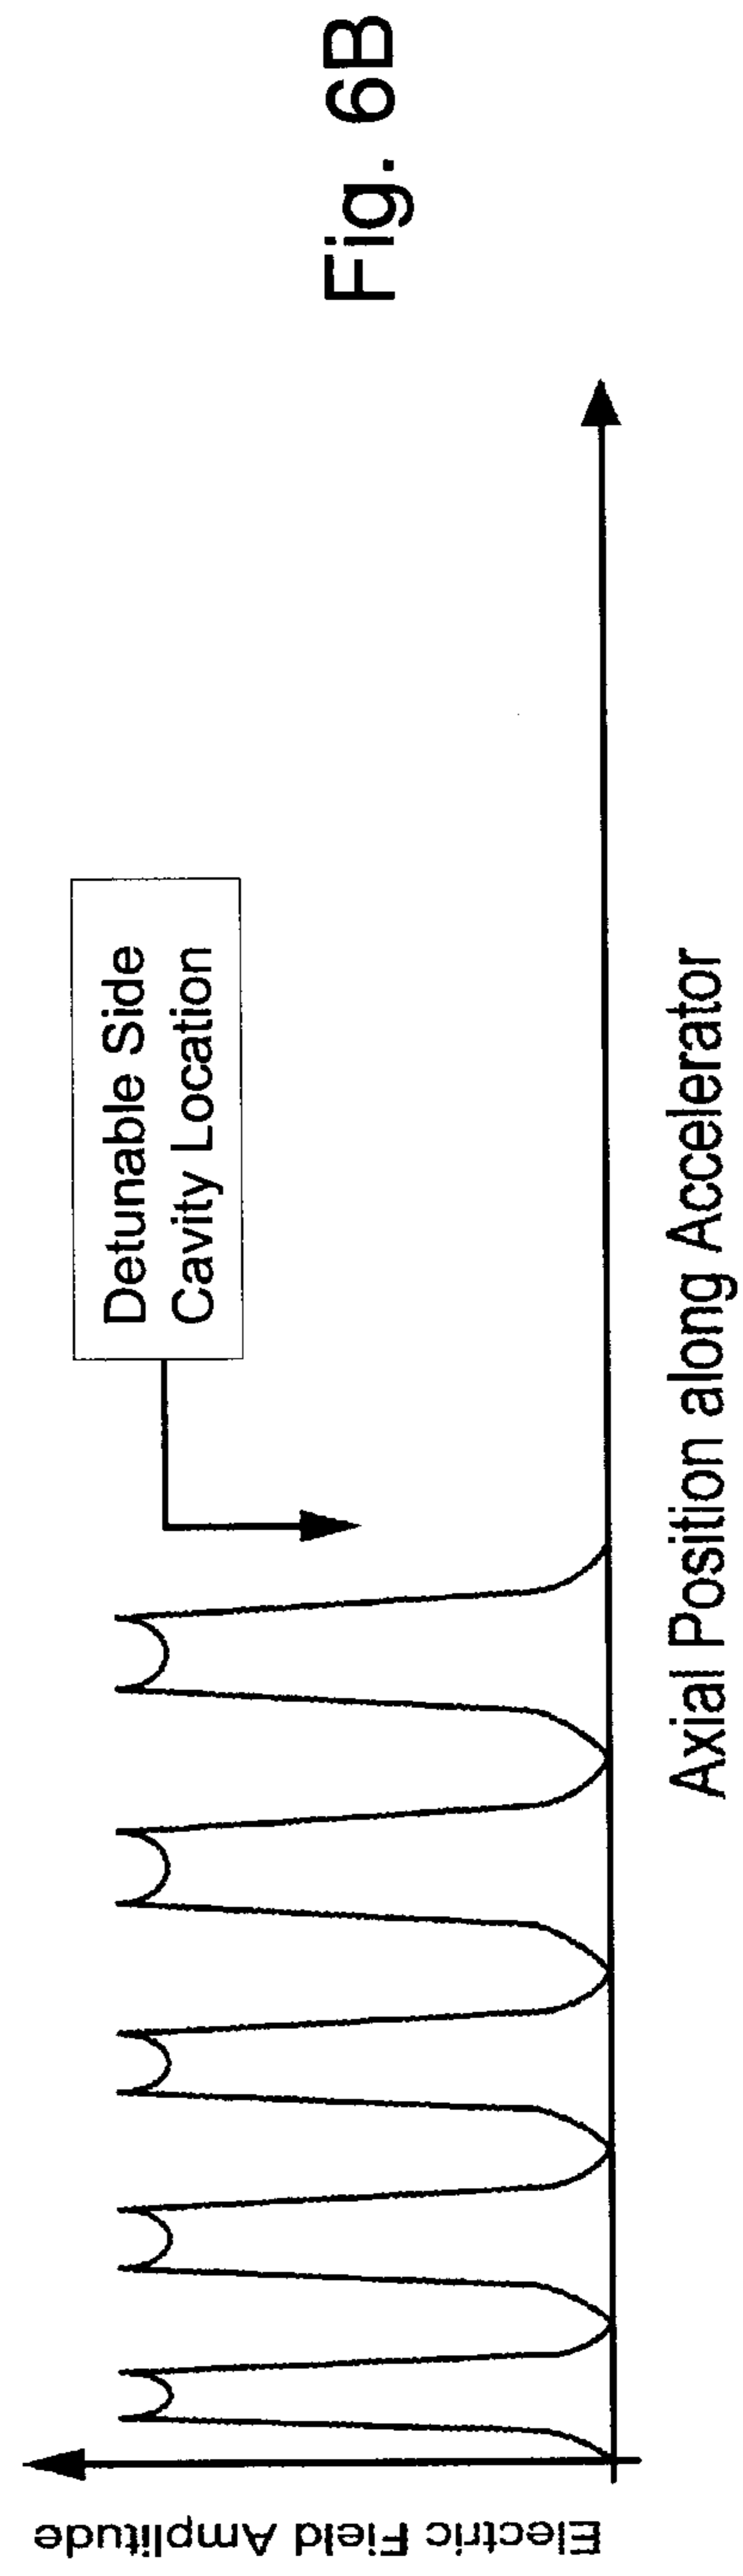 Fig. 6B
Detunable Side
Cavity Location
Electric Field Amplitude
Axial Position along Accelerator